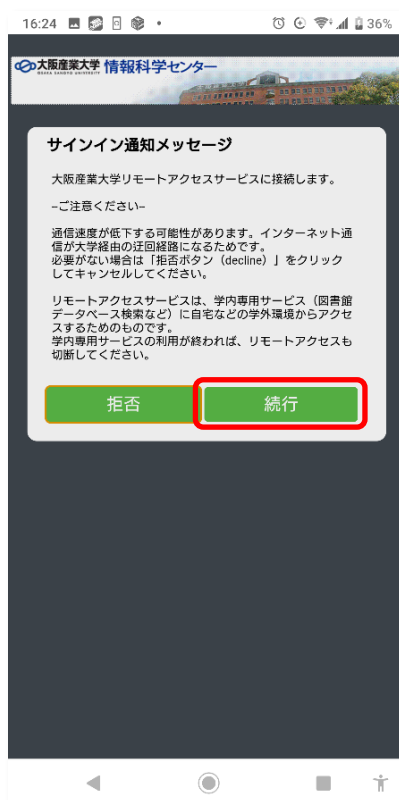 16:24
36%
大阪産業大学 情報科学センター
OSAKA SANGYO UNIVERSITY
サインイン通知メッセージ
大阪産業大学リモートアクセスサービスに接続します。
−ご注意ください−
通信速度が低下する可能性があります。インターネット通
信が大学経由の迂回経路になるためです。
必要がない場合は「拒否ボタン（decline）」をクリック
してキャンセルしてください。
リモートアクセスサービスは、学内専用サービス（図書館
データベース検索など）に自宅などの学外環境からアクセ
スするためのものです。
学内専用サービスの利用が終われば、リモートアクセスも
切断してください。
拒否
続行